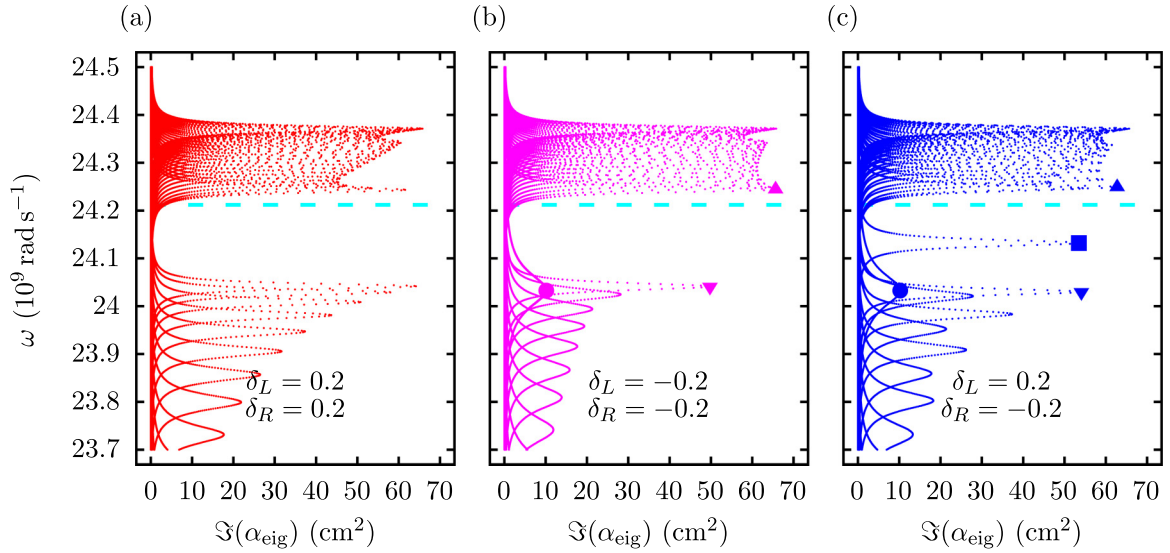 (a) (b) (c)
24.5
24.4
24.3
24.2
24.1
24
23.9
23.8
23.7
ω (10⁹ rad s⁻¹)
δ_L = 0.2
δ_R = 0.2
δ_L = −0.2
δ_R = −0.2
δ_L = 0.2
δ_R = −0.2
0 10 20 30 40 50 60 70
0 10 20 30 40 50 60 70
0 10 20 30 40 50 60 70
ℑ(α_eig) (cm²)
ℑ(α_eig) (cm²)
ℑ(α_eig) (cm²)